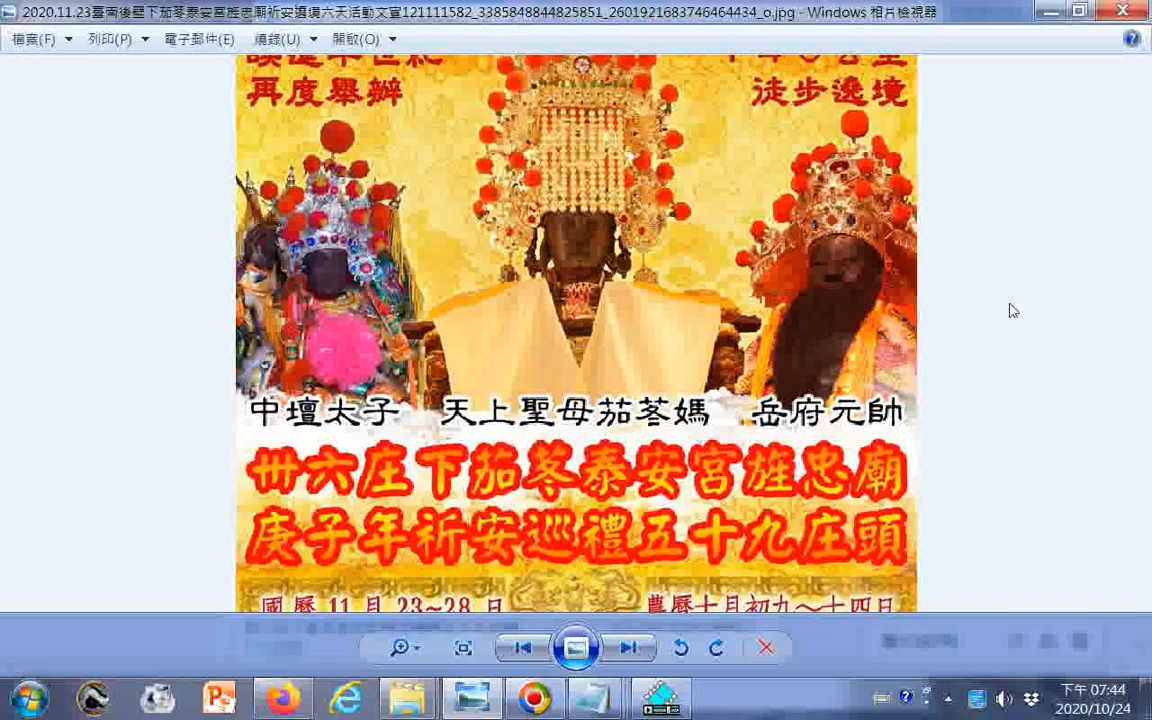 2020.11.23臺南後壁下茄苳泰安宮旌忠廟祈安遶境六天活動文宣121111582_3385848844825851_2601921683746464434_o.jpg - Windows 相片檢視器
檔案(F) 列印(P) 電子郵件(E) 燒錄(U) 開啟(O)
再度舉辦 徒步遶境
中壇太子 天上聖母茄苳媽 岳府元帥
卅六庄下茄苳泰安宮旌忠廟
庚子年祈安巡禮五十九庄頭
國曆11月23~28日 農曆十月初九~十四日
下午 07:44
2020/10/24